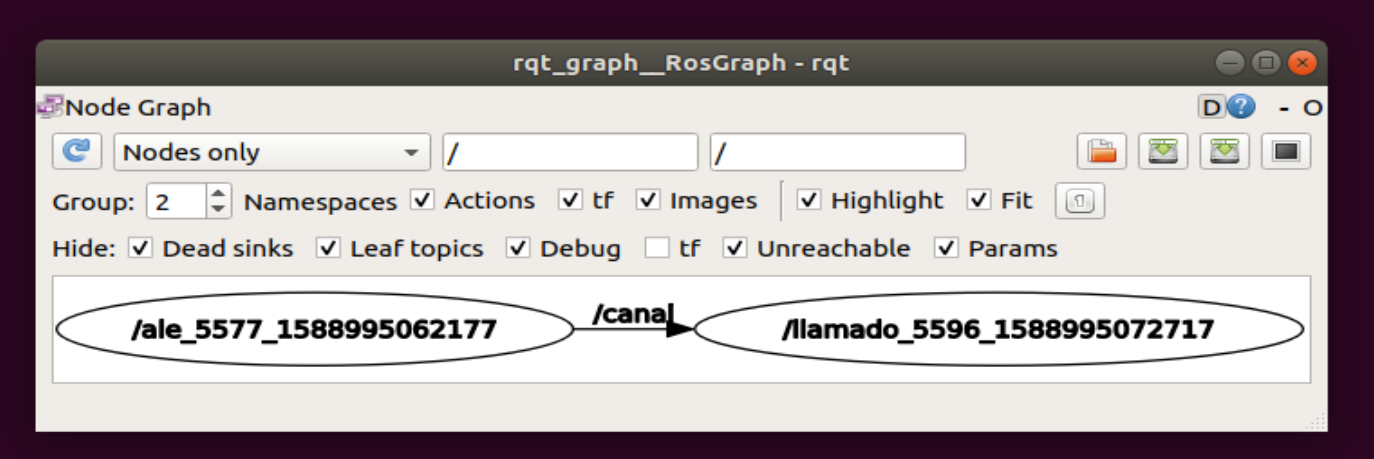 rqt_graph__RosGraph - rqt
Node Graph D ? - O
Nodes only / /
Group: 2 Namespaces Actions tf Images Highlight Fit
Hide: Dead sinks Leaf topics Debug tf Unreachable Params
/ale_5577_1588995062177 /canal /llamado_5596_1588995072717